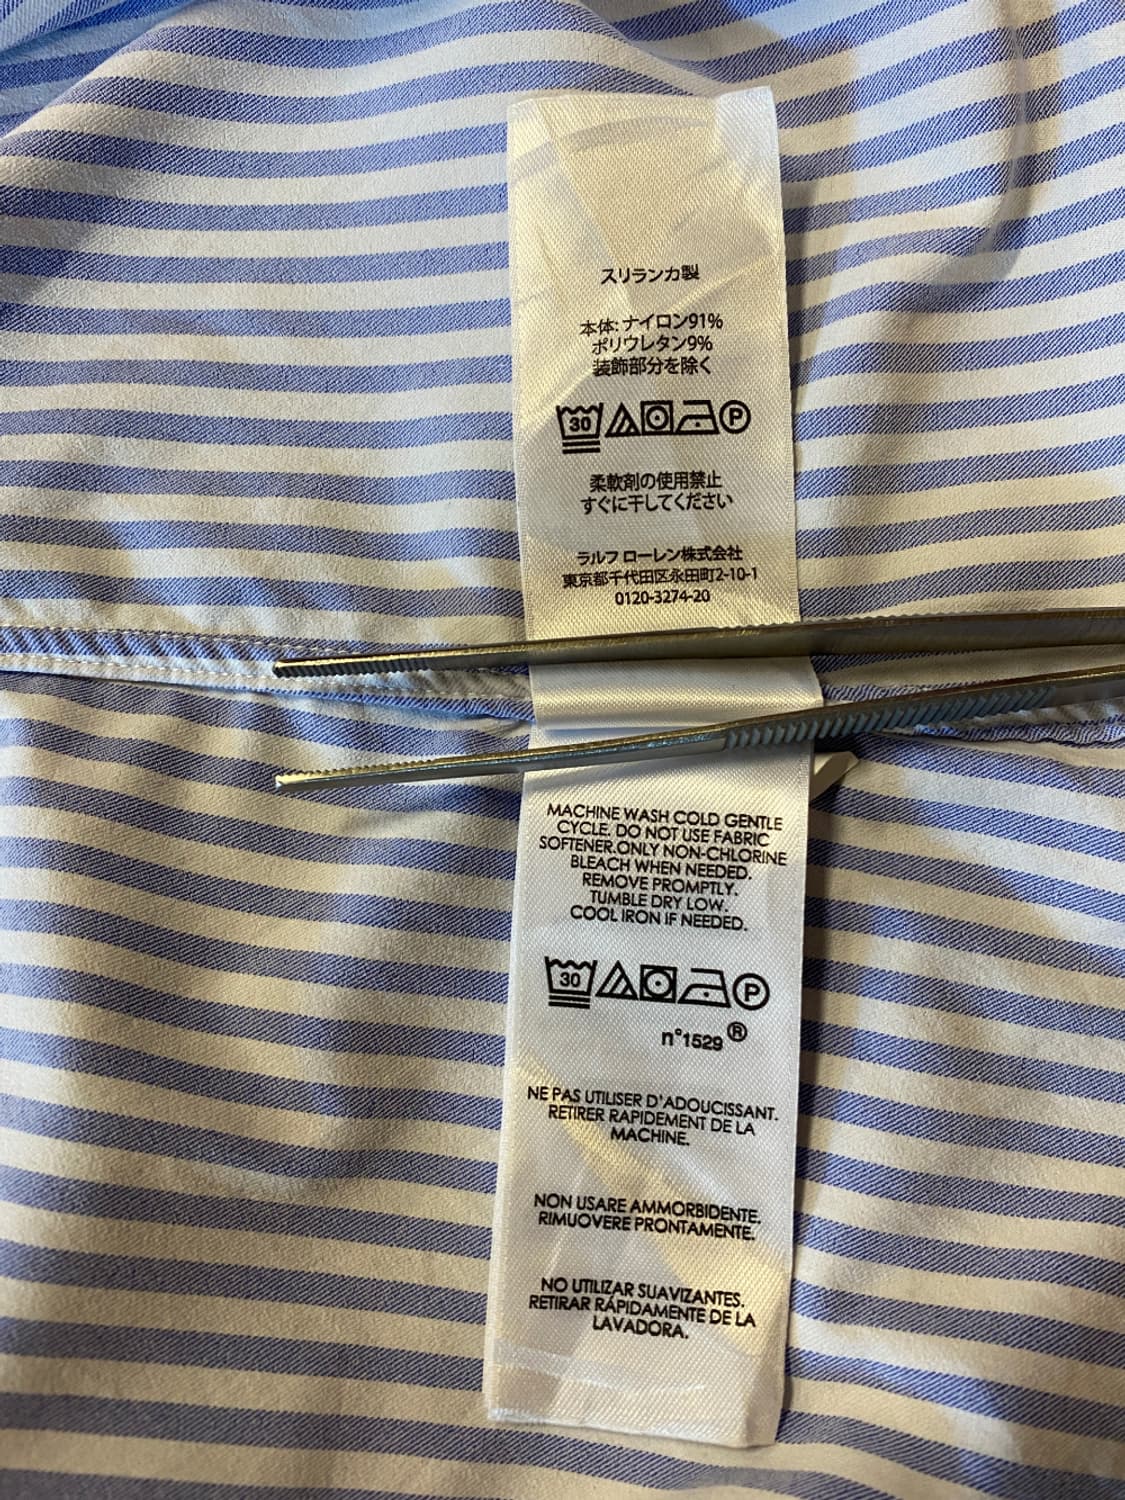 スリランカ製
本体: ナイロン91%
ポリウレタン9%
装飾部分を除く
30 P
柔軟剤の使用禁止
すぐに干してください
ラルフ ローレン株式会社
東京都千代田区永田町2-10-1
0120-3274-20
MACHINE WASH COLD GENTLE
CYCLE. DO NOT USE FABRIC
SOFTENER.ONLY NON-CHLORINE
BLEACH WHEN NEEDED.
REMOVE PROMPTLY.
TUMBLE DRY LOW.
COOL IRON IF NEEDED.
30 P
n°1529®
NE PAS UTILISER D'ADOUCISSANT.
RETIRER RAPIDEMENT DE LA
MACHINE.
NON USARE AMMORBIDENTE.
RIMUOVERE PRONTAMENTE.
NO UTILIZAR SUAVIZANTES.
RETIRAR RÁPIDAMENTE DE LA
LAVADORA.